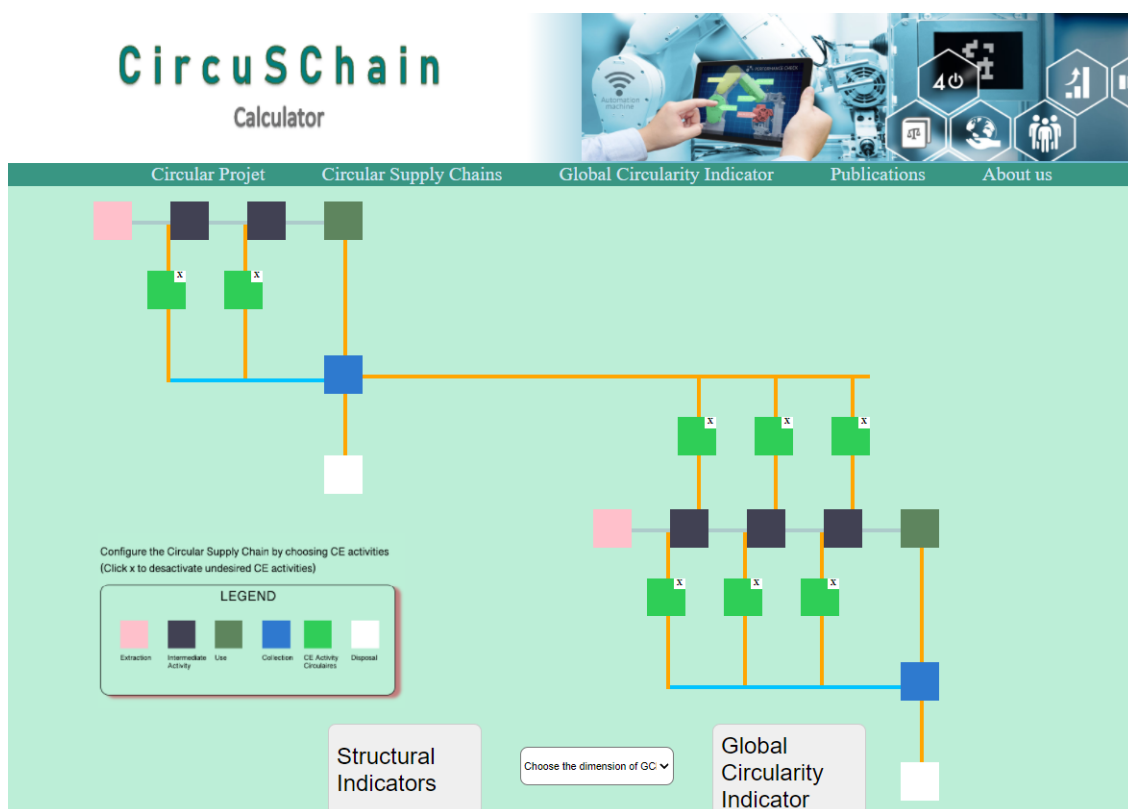 CircuSChain
Calculator
Automation
machine
4
Circular Projet Circular Supply Chains Global Circularity Indicator Publications About us
x x
x x x
Configure the Circular Supply Chain by choosing CE activities
(Click x to desactivate undesired CE activities)
x x x
LEGEND
Extraction Intermediate Activity Use Collection CE Activity Circulaires Disposal
Structural
Indicators
Choose the dimension of GC
Global
Circularity
Indicator